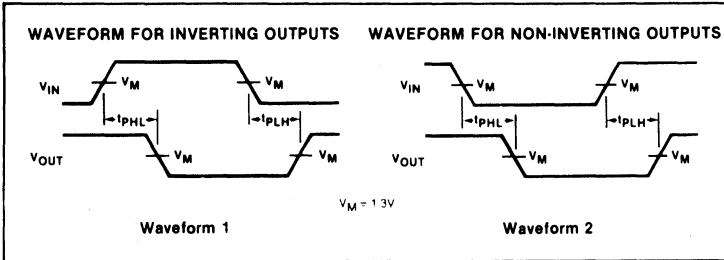 WAVEFORM FOR INVERTING OUTPUTS
VIN
VM
VM
tPHL
tPLH
VOUT
VM
VM
Waveform 1
WAVEFORM FOR NON-INVERTING OUTPUTS
VIN
VM
VM
tPHL
tPLH
VOUT
VM
VM
Waveform 2
VM = 1 3V